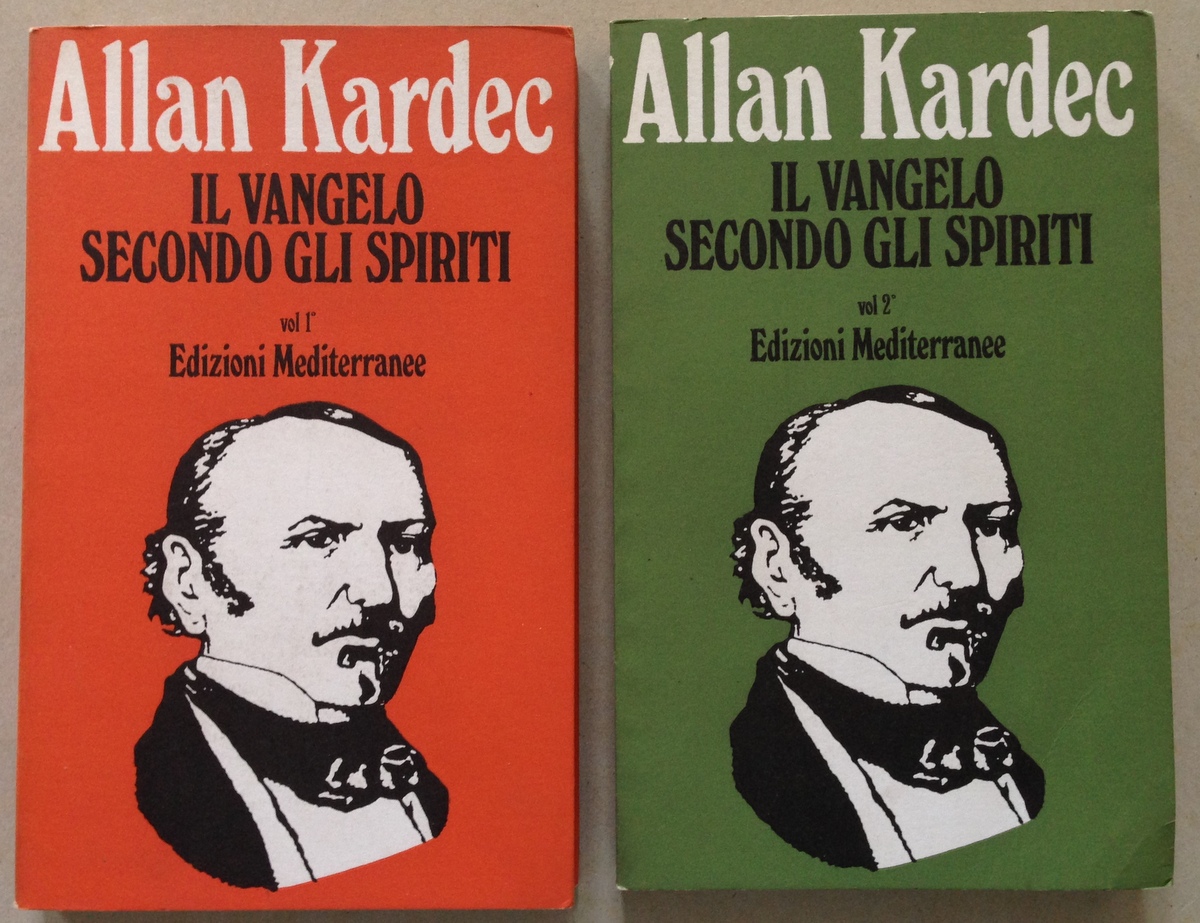 Allan Kardec
IL VANGELO
SECONDO GLI SPIRITI
vol 1°
Edizioni Mediterranee
Allan Kardec
IL VANGELO
SECONDO GLI SPIRITI
vol 2°
Edizioni Mediterranee